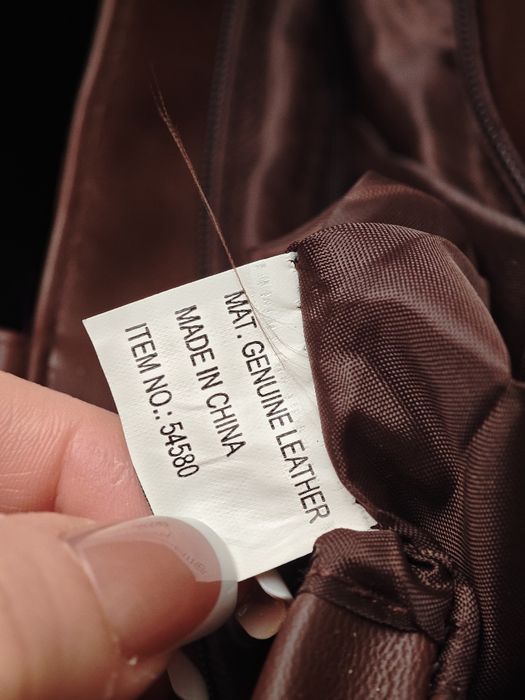 MAT. GENUINE LEATHER
MADE IN CHINA
ITEM NO.: 54580